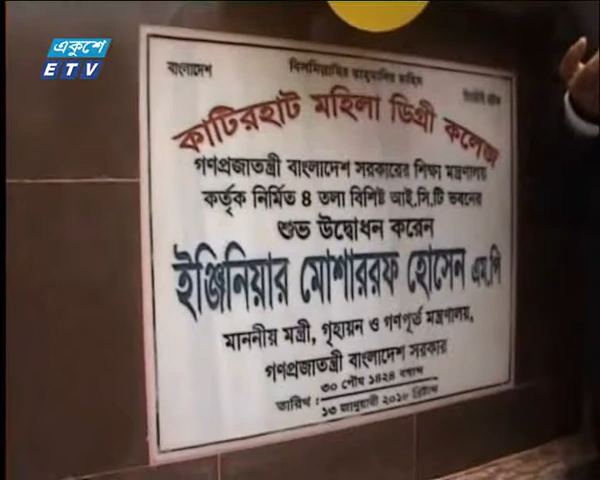 একুশে
ETV
বাংলাদেশ
বিসমিল্লাহির রাহমানির রাহিম
কাটিরহাট মহিলা ডিগ্রী কলেজ
গণপ্রজাতন্ত্রী বাংলাদেশ সরকারের শিক্ষা মন্ত্রণালয়
কর্তৃক নির্মিত ৪ তলা বিশিষ্ট আই.সি.টি ভবনের
শুভ উদ্বোধন করেন
ইঞ্জিনিয়ার মোশাররফ হোসেন এম.পি
মাননীয় মন্ত্রী, গৃহায়ন ও গণপূর্ত মন্ত্রণালয়,
গণপ্রজাতন্ত্রী বাংলাদেশ সরকার
৩০ পৌষ ১৪২৪ বঙ্গাব্দ
তারিখ :
১৩ জানুয়ারী ২০১৮ খ্রিষ্টাব্দ